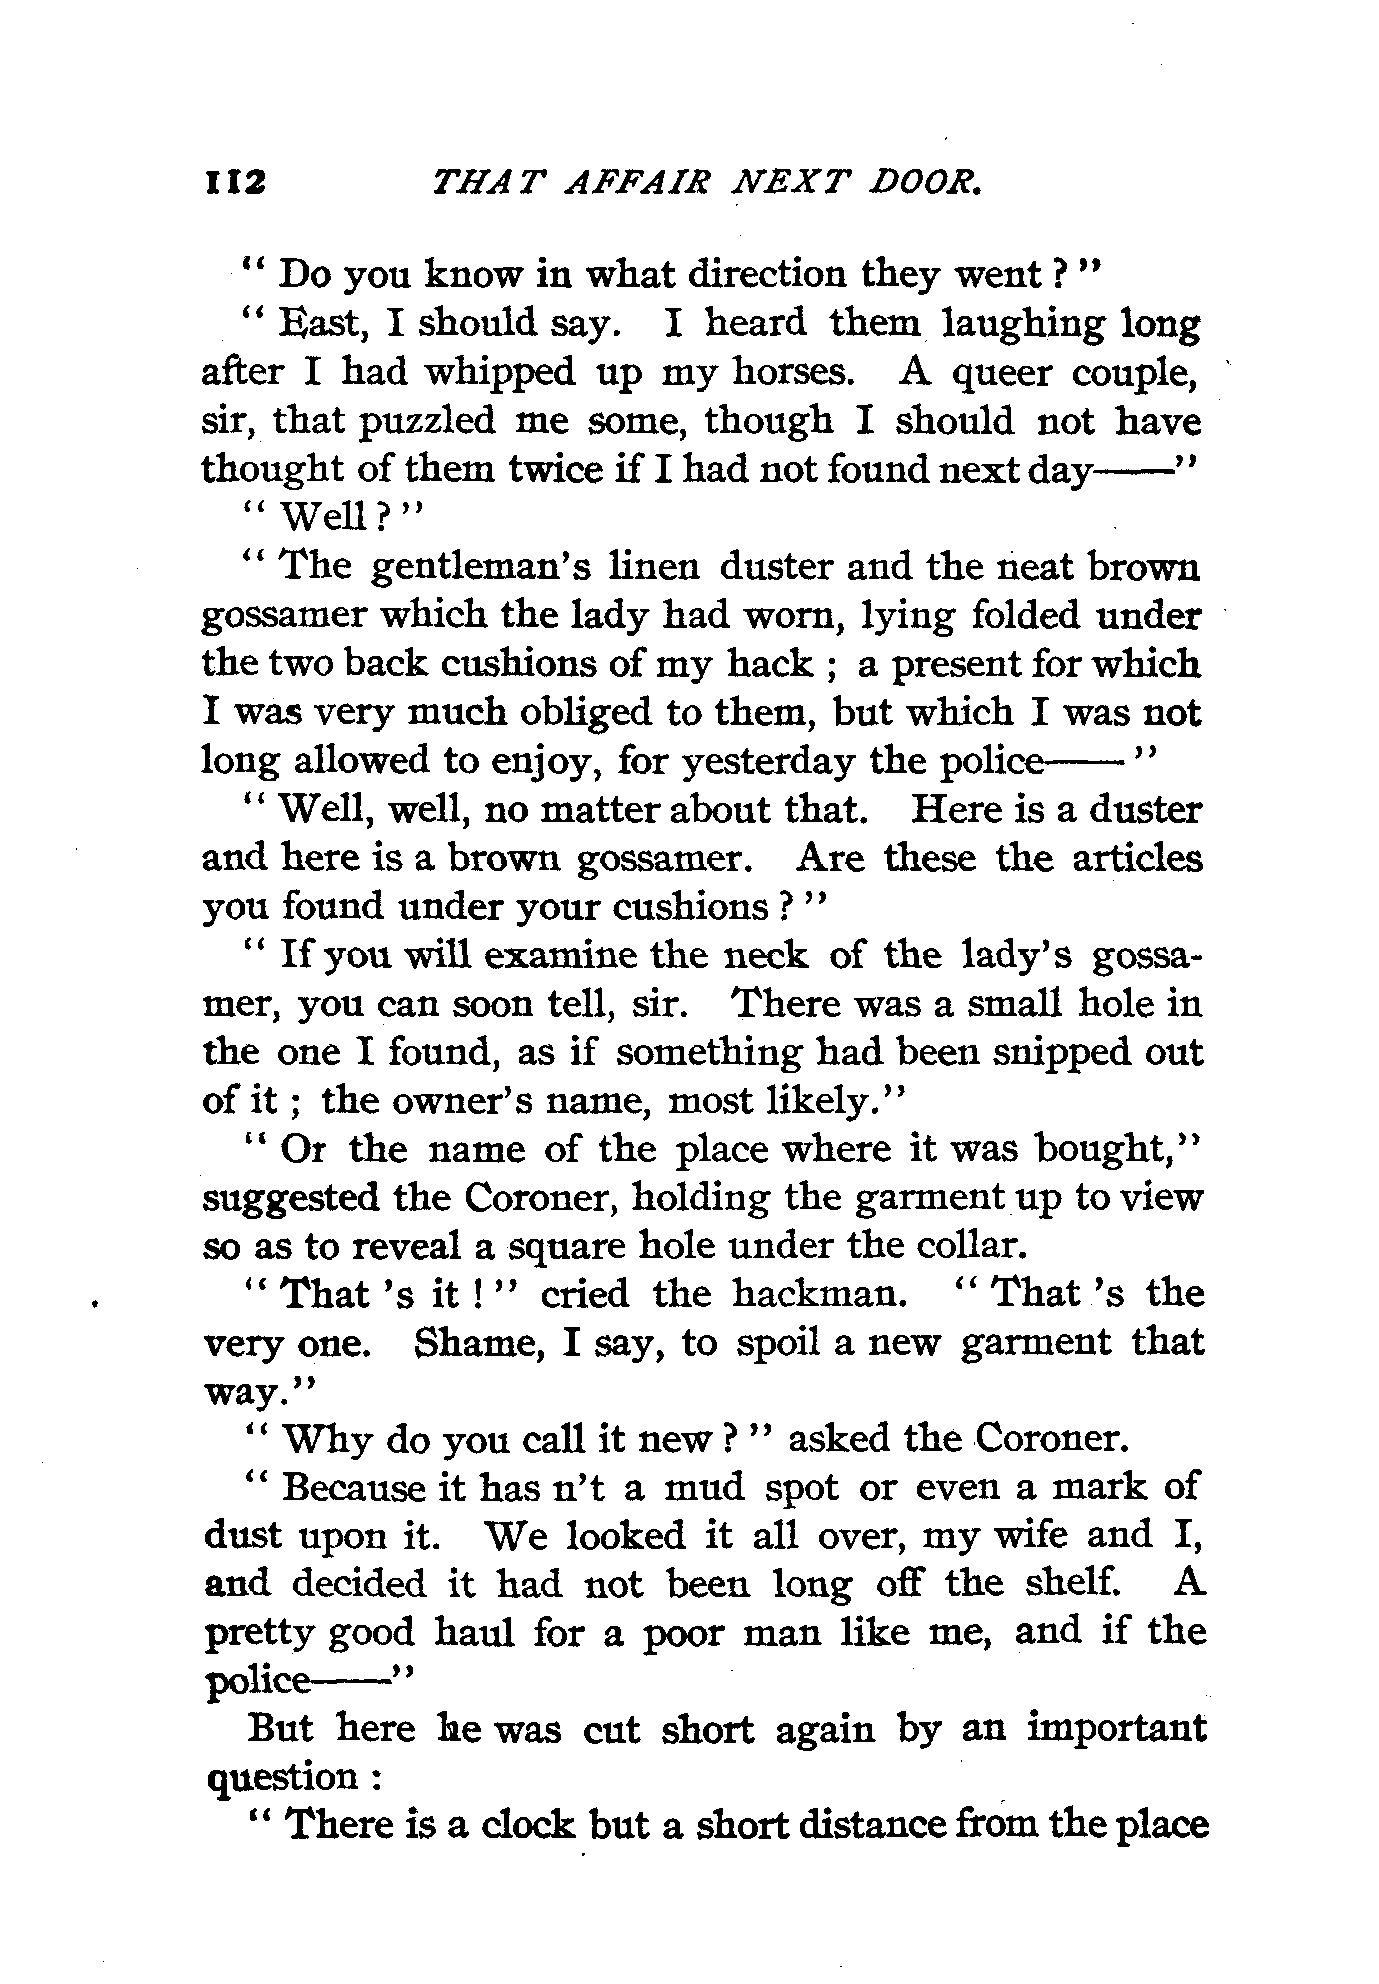 112 THAT AFFAIR NEXT DOOR.
" Do you know in what direction they went ? "
" East, I should say. I heard them laughing long
after I had whipped up my horses. A queer couple,
sir, that puzzled me some, though I should not have
thought of them twice if I had not found next day——"
" Well ? "
" The gentleman's linen duster and the neat brown
gossamer which the lady had worn, lying folded under
the two back cushions of my hack ; a present for which
I was very much obliged to them, but which I was not
long allowed to enjoy, for yesterday the police—— "
" Well, well, no matter about that. Here is a duster
and here is a brown gossamer. Are these the articles
you found under your cushions ? "
" If you will examine the neck of the lady's gossa-
mer, you can soon tell, sir. There was a small hole in
the one I found, as if something had been snipped out
of it ; the owner's name, most likely."
" Or the name of the place where it was bought,"
suggested the Coroner, holding the garment up to view
so as to reveal a square hole under the collar.
" That 's it ! " cried the hackman. " That 's the
very one. Shame, I say, to spoil a new garment that
way."
" Why do you call it new ? " asked the Coroner.
" Because it has n't a mud spot or even a mark of
dust upon it. We looked it all over, my wife and I,
and decided it had not been long off the shelf. A
pretty good haul for a poor man like me, and if the
police——"
But here he was cut short again by an important
question :
" There is a clock but a short distance from the place